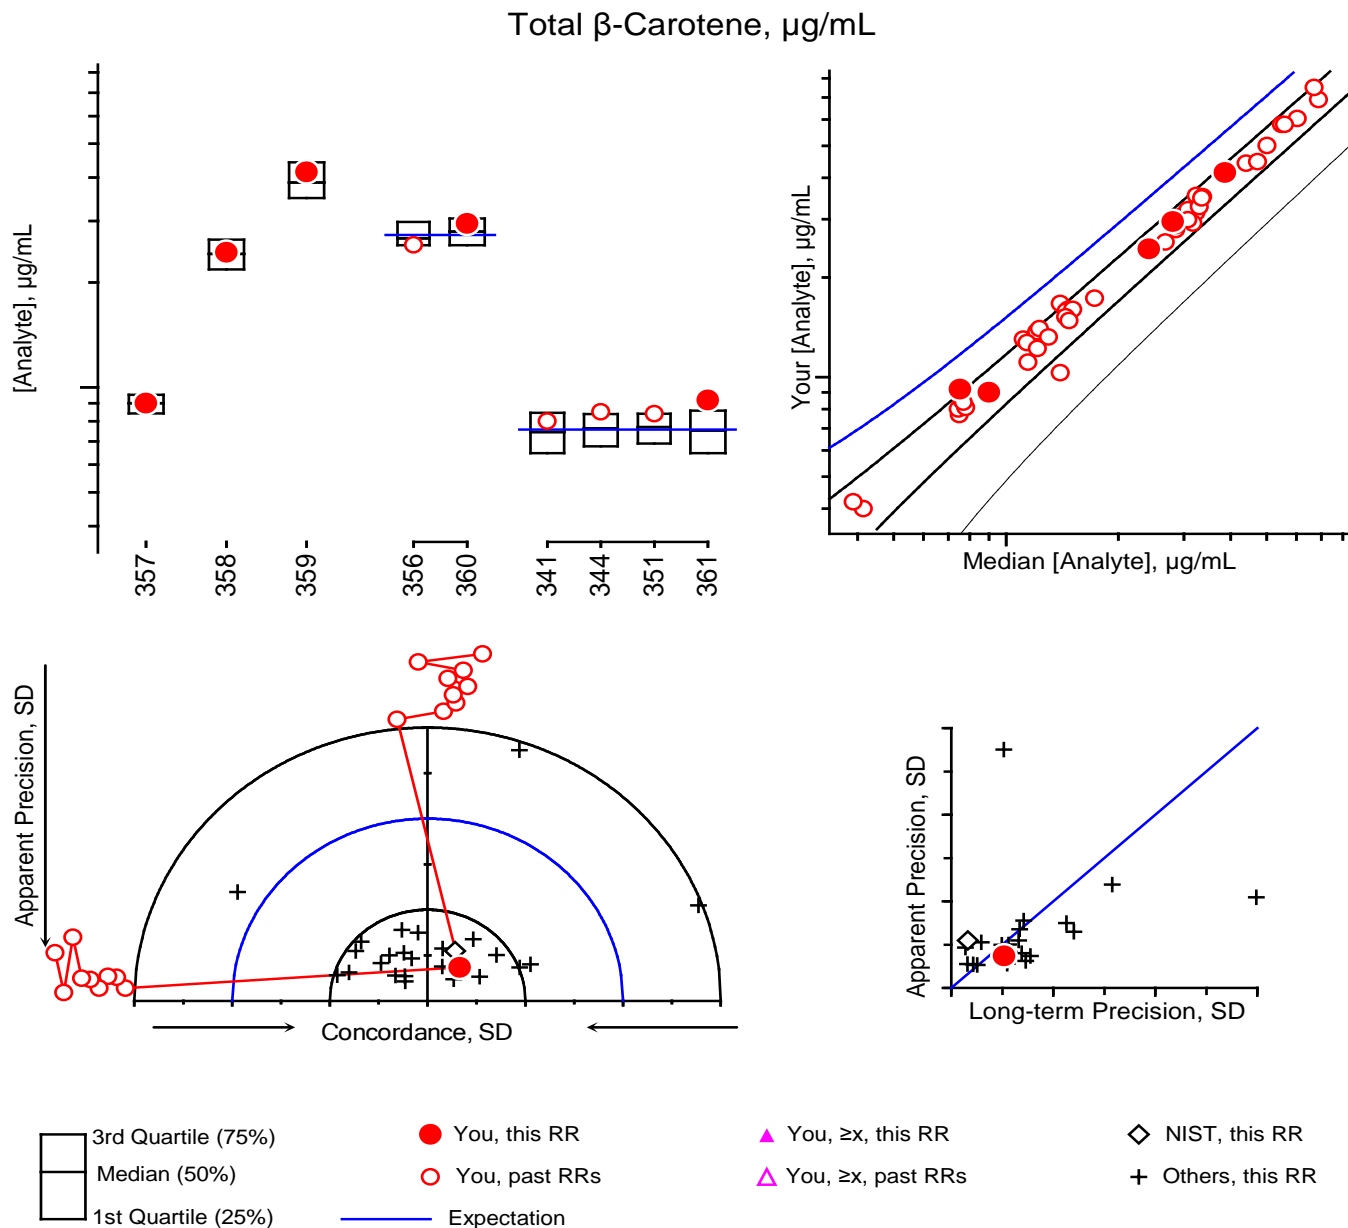 Total β-Carotene, µg/mL
[Analyte], µg/mL
357
358
359
356
360
341
344
351
361
Your [Analyte], µg/mL
Median [Analyte], µg/mL
Apparent Precision, SD
Concordance, SD
Apparent Precision, SD
Long-term Precision, SD
3rd Quartile (75%)
Median (50%)
1st Quartile (25%)
You, this RR
You, past RRs
Expectation
You, ≥x, this RR
You, ≥x, past RRs
NIST, this RR
Others, this RR